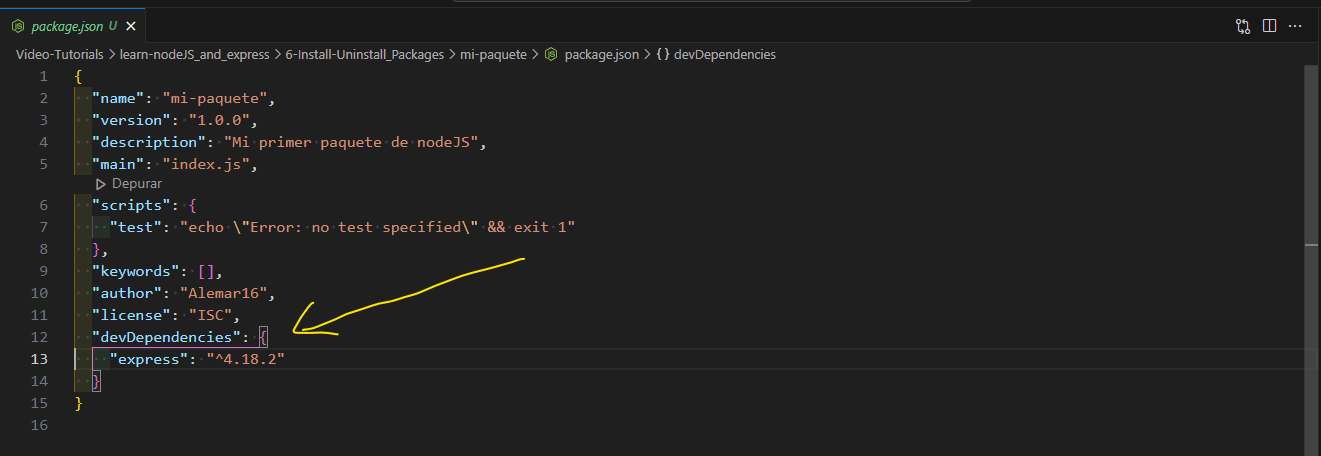 package.json U
Video-Tutorials > learn-nodeJS_and_express > 6-Install-Uninstall_Packages > mi-paquete > package.json > {} devDependencies
1 {
2 "name": "mi-paquete",
3 "version": "1.0.0",
4 "description": "Mi primer paquete de nodeJS",
5 "main": "index.js",
Depurar
6 "scripts": {
7 "test": "echo \"Error: no test specified\" && exit 1"
8 },
9 "keywords": [],
10 "author": "Alemar16",
11 "license": "ISC",
12 "devDependencies": {
13 "express": "^4.18.2"
14 }
15 }
16